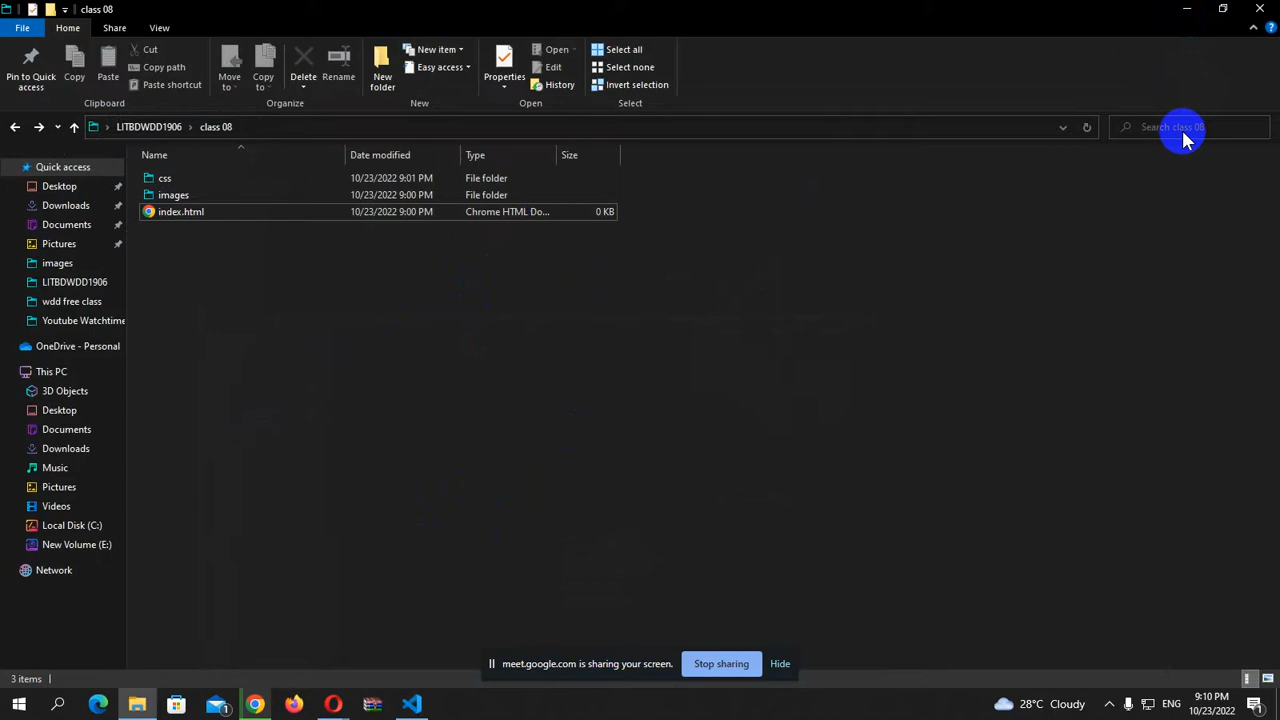 class 08
File Home Share View
Pin to Quick access
Copy
Paste
Cut
Copy path
Paste shortcut
Clipboard
Move to
Copy to
Delete
Rename
Organize
New folder
New item
Easy access
New
Properties
Open
Edit
History
Open
Select all
Select none
Invert selection
Select
LITBDWDD1906 › class 08
Search class 08
Name Date modified Type Size
css 10/23/2022 9:01 PM File folder
images 10/23/2022 9:00 PM File folder
index.html 10/23/2022 9:00 PM Chrome HTML Do... 0 KB
Quick access
Desktop
Downloads
Documents
Pictures
images
LITBDWDD1906
wdd free class
Youtube Watchtime
OneDrive - Personal
This PC
3D Objects
Desktop
Documents
Downloads
Music
Pictures
Videos
Local Disk (C:)
New Volume (E:)
Network
meet.google.com is sharing your screen. Stop sharing Hide
3 items
28°C Cloudy ENG 9:10 PM
10/23/2022
1
1